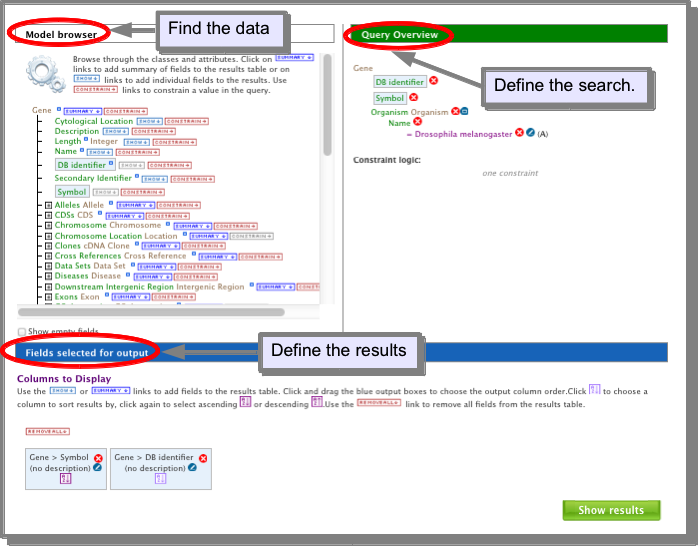 Model browser
Find the data
Query Overview
Browse through the classes and attributes. Click on SUMMARY
links to add summary of fields to the results table or on
SHOW links to add individual fields to the results. Use
CONSTRAIN links to constrain a value in the query.
Define the search.
Gene
DB identifier
Symbol
Organism Organism
Name
= Drosophila melanogaster (A)
Constraint logic:
one constraint
Gene SUMMARY CONSTRAIN
Cytological Location SHOW CONSTRAIN
Description SHOW CONSTRAIN
Length Integer SHOW CONSTRAIN
Name SHOW CONSTRAIN
DB identifier SHOW CONSTRAIN
Secondary Identifier SHOW CONSTRAIN
Symbol SHOW CONSTRAIN
Alleles Allele SUMMARY CONSTRAIN
CDSs CDS SUMMARY CONSTRAIN
Chromosome Chromosome SUMMARY CONSTRAIN
Chromosome Location Location SUMMARY CONSTRAIN
Clones cDNA Clone SUMMARY CONSTRAIN
Cross References Cross Reference SUMMARY CONSTRAIN
Data Sets Data Set SUMMARY CONSTRAIN
Diseases Disease SUMMARY CONSTRAIN
Downstream Intergenic Region Intergenic Region SUMMARY CONST
Exons Exon SUMMARY CONSTRAIN
Show empty fields
Fields selected for output
Define the results
Columns to Display
Use the SHOW or SUMMARY links to add fields to the results table. Click and drag the blue output boxes to choose the output column order.Click to choose a
column to sort results by, click again to select ascending or descending .Use the REMOVEALL link to remove all fields from the results table.
REMOVEALL
Gene > Symbol
(no description)
Gene > DB identifier
(no description)
Show results